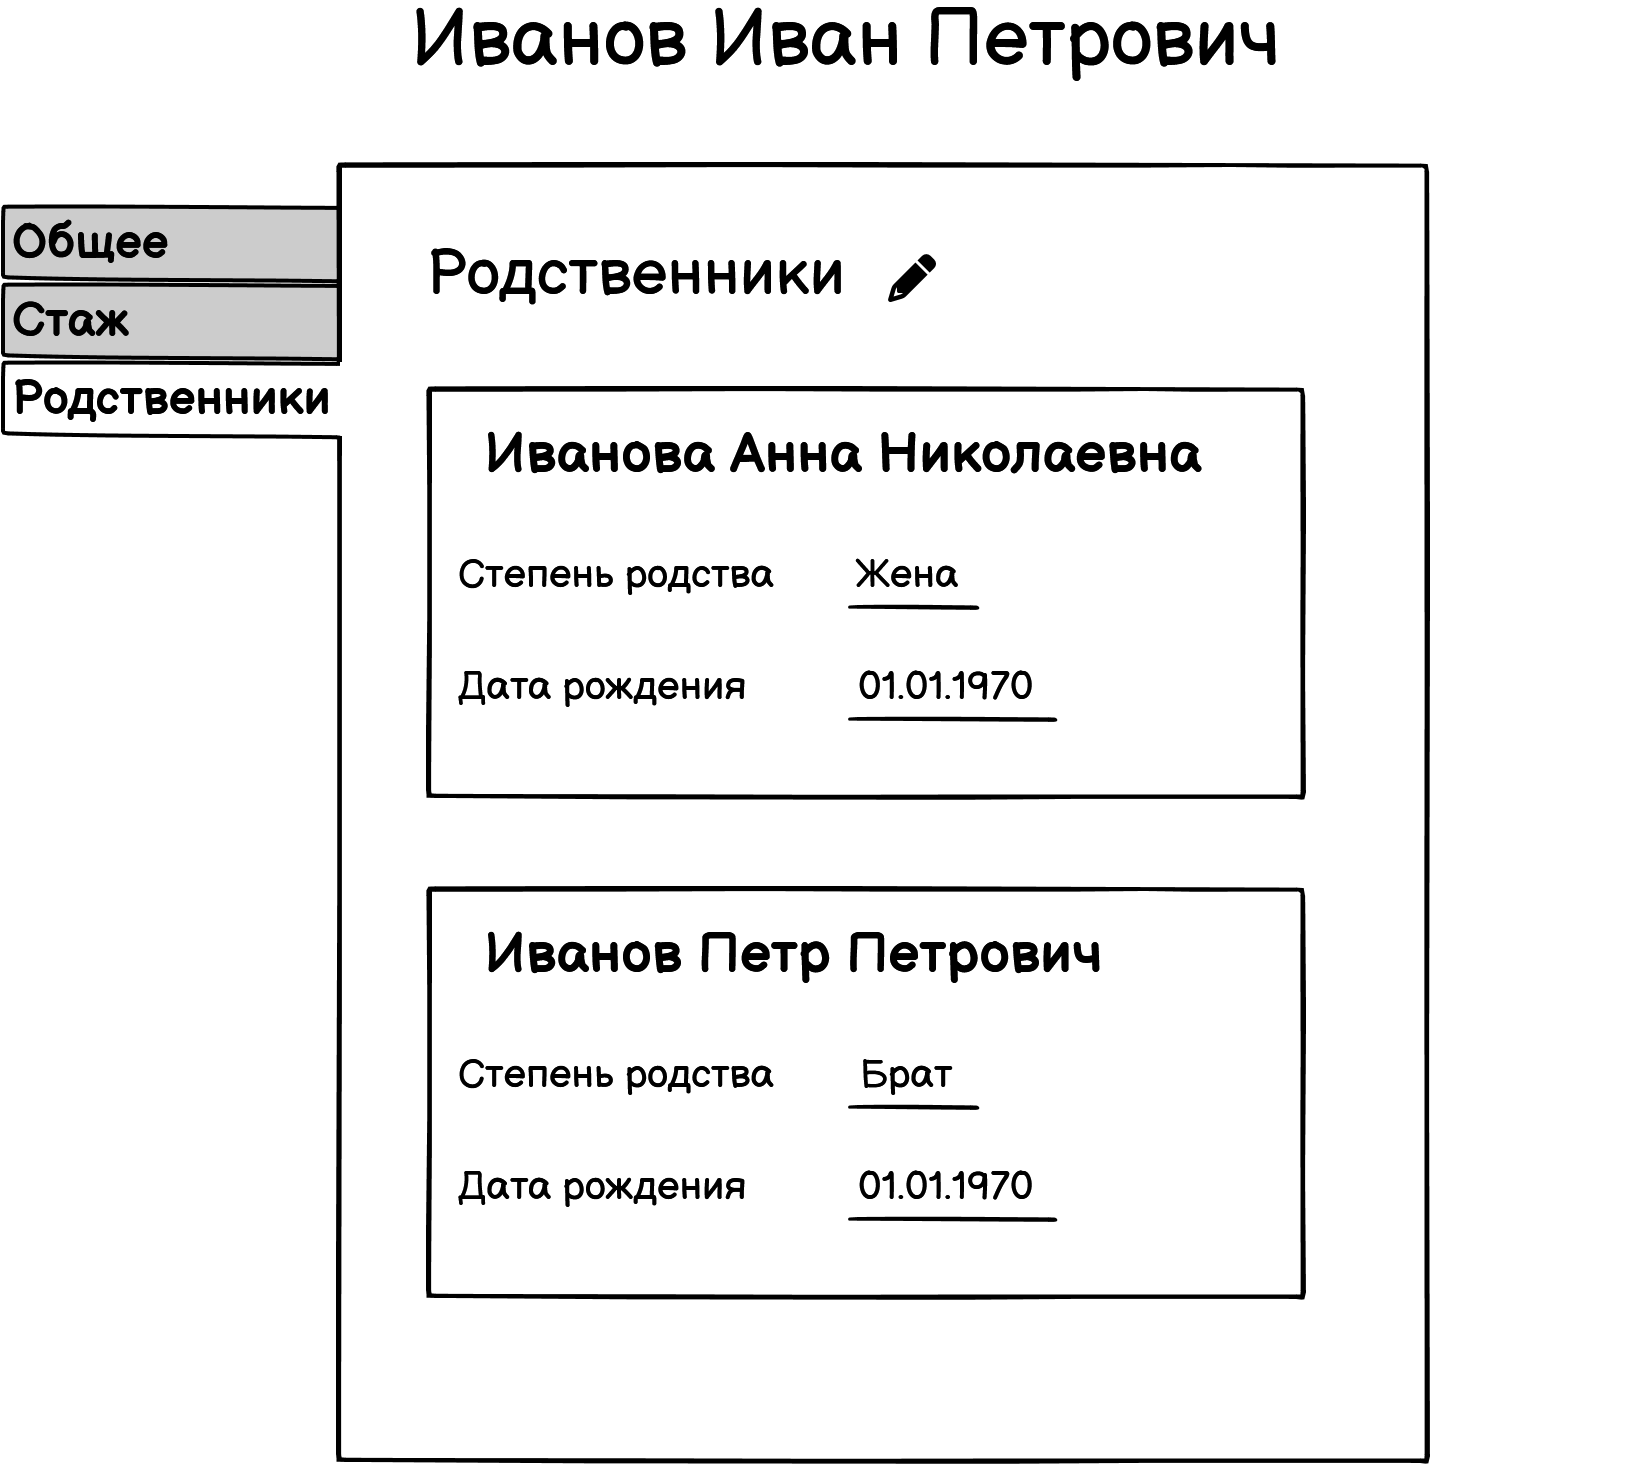 Иванов Иван Петрович
Общее
Стаж
Родственники
Родственники
Иванова Анна Николаевна
Степень родства Жена
Дата рождения 01.01.1970
Иванов Петр Петрович
Степень родства Брат
Дата рождения 01.01.1970